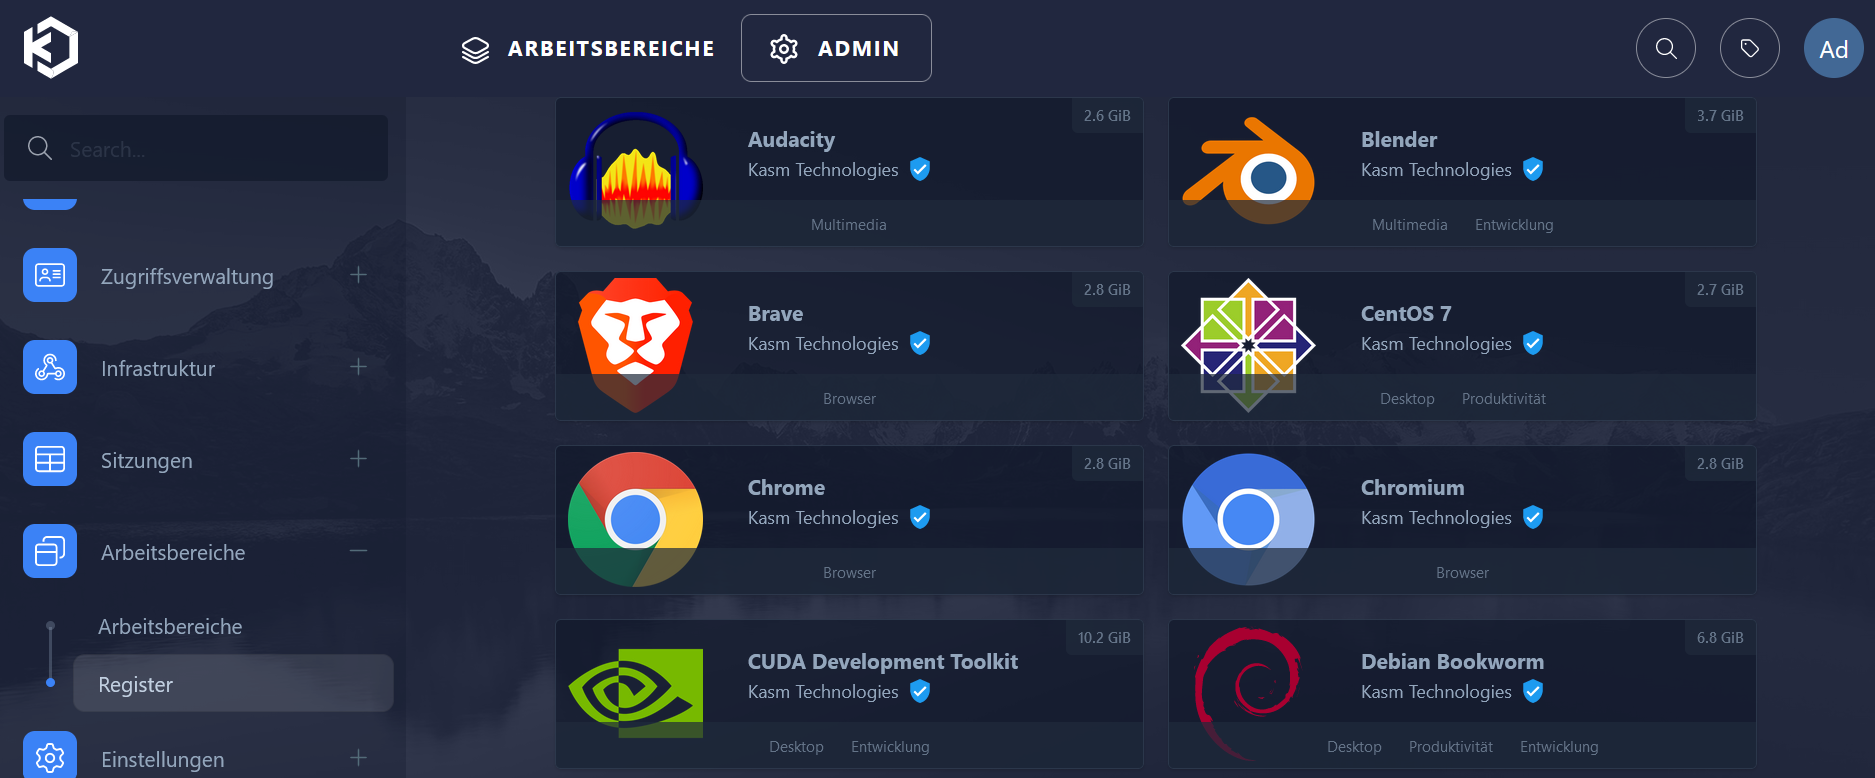 ARBEITSBEREICHE
ADMIN
Ad
Search...
Zugriffsverwaltung
Infrastruktur
Sitzungen
Arbeitsbereiche
Arbeitsbereiche
Register
Einstellungen
2.6 GiB
Audacity
Kasm Technologies
Multimedia
3.7 GiB
Blender
Kasm Technologies
Multimedia Entwicklung
2.8 GiB
Brave
Kasm Technologies
Browser
2.7 GiB
CentOS 7
Kasm Technologies
Desktop Produktivität
2.8 GiB
Chrome
Kasm Technologies
Browser
2.8 GiB
Chromium
Kasm Technologies
Browser
10.2 GiB
CUDA Development Toolkit
Kasm Technologies
Desktop Entwicklung
6.8 GiB
Debian Bookworm
Kasm Technologies
Desktop Produktivität Entwicklung